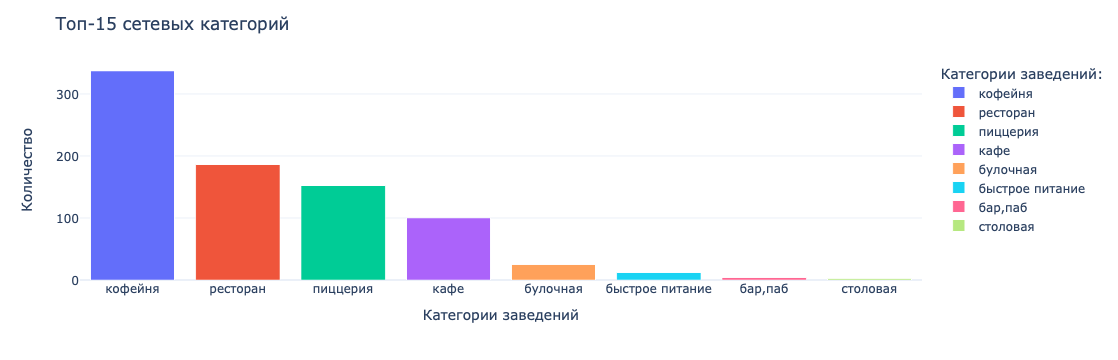 Топ-15 сетевых категорий
Количество
300
200
100
0
кофейня
ресторан
пиццерия
кафе
булочная
быстрое питание
бар,паб
столовая
Категории заведений
Категории заведений:
кофейня
ресторан
пиццерия
кафе
булочная
быстрое питание
бар,паб
столовая